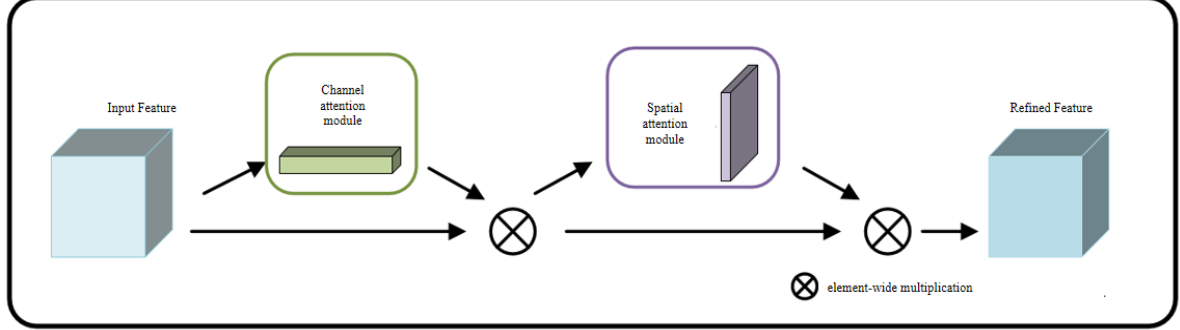 Input Feature
Channel
attention
module
Spatial
attention
module
Refined Feature
element-wide multiplication